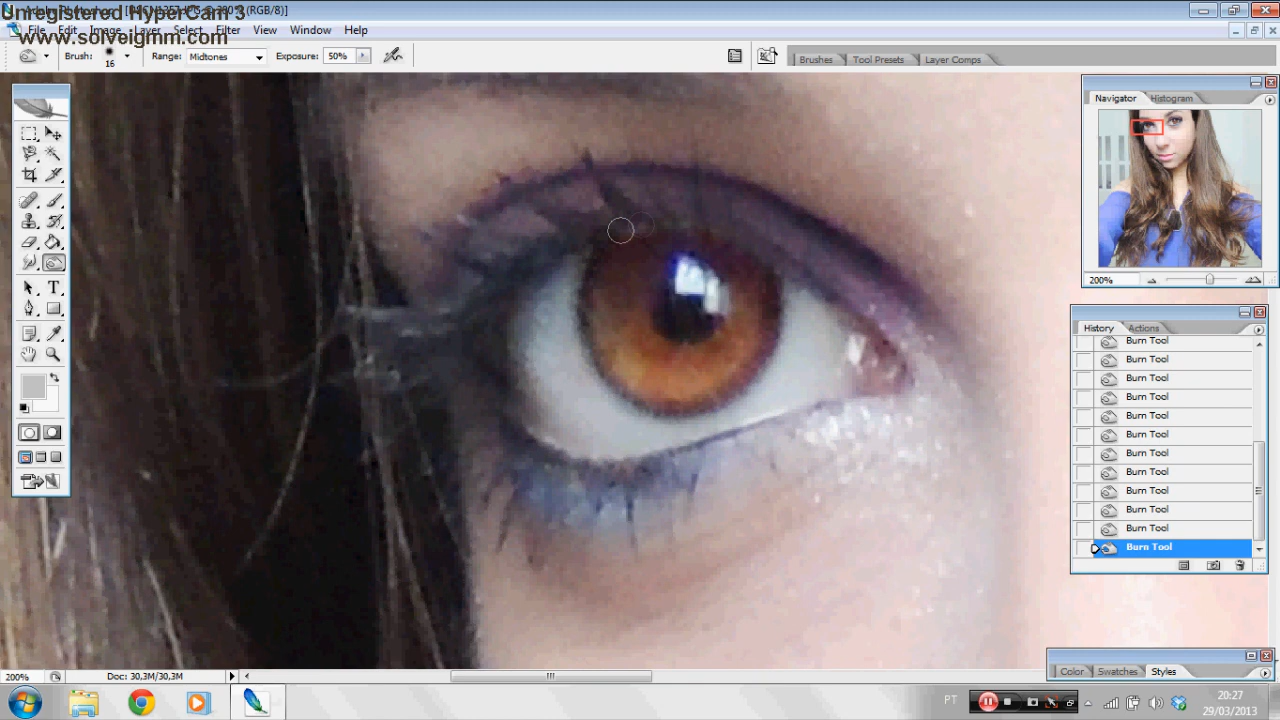 Unregistered HyperCam 3
www.solveigmm.com
File Edit Image Layer Select Filter View Window Help
Brush: 16 Range: Midtones Exposure: 50%
Brushes Tool Presets Layer Comps
Navigator Histogram
200%
History Actions
Burn Tool
Burn Tool
Burn Tool
Burn Tool
Burn Tool
Burn Tool
Burn Tool
Burn Tool
Burn Tool
Burn Tool
Burn Tool
Burn Tool
Color Swatches Styles
200% Doc: 30,3M/30,3M
PT
20:27
29/03/2013